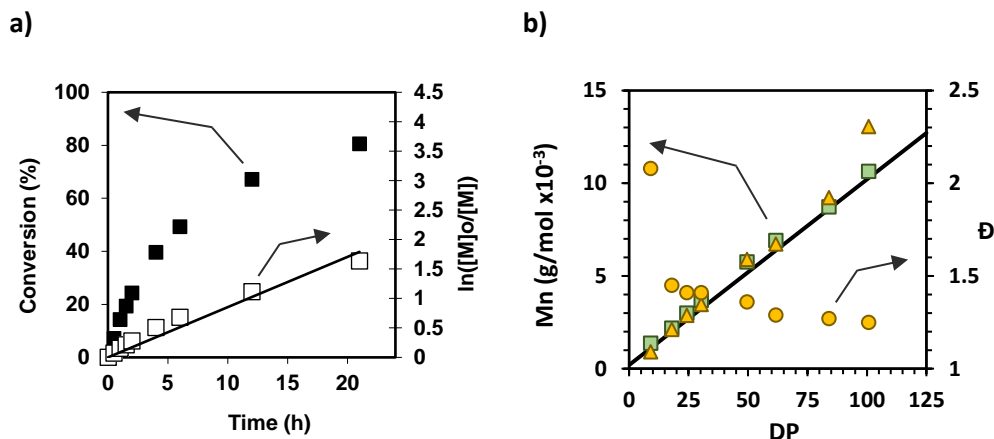 a)
100
80
60
40
20
0
Conversion (%)
4.5
4
3.5
3
2.5
2
1.5
1
0.5
0
ln([M]o/[M])
0 5 10 15 20
Time (h)
b)
15
10
5
0
Mn (g/mol x10⁻³)
2.5
2
1.5
1
Đ
0 25 50 75 100 125
DP